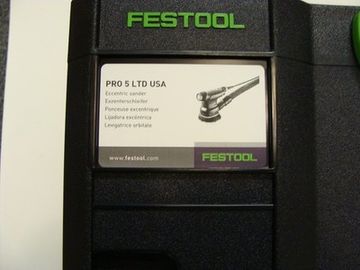 FESTOOL
PRO 5 LTD USA
Eccentric sander
Exzenterschleifer
Ponceuse excentrique
Lijadora excéntrica
Levigatrice orbitale
www.festool.com
FESTOOL